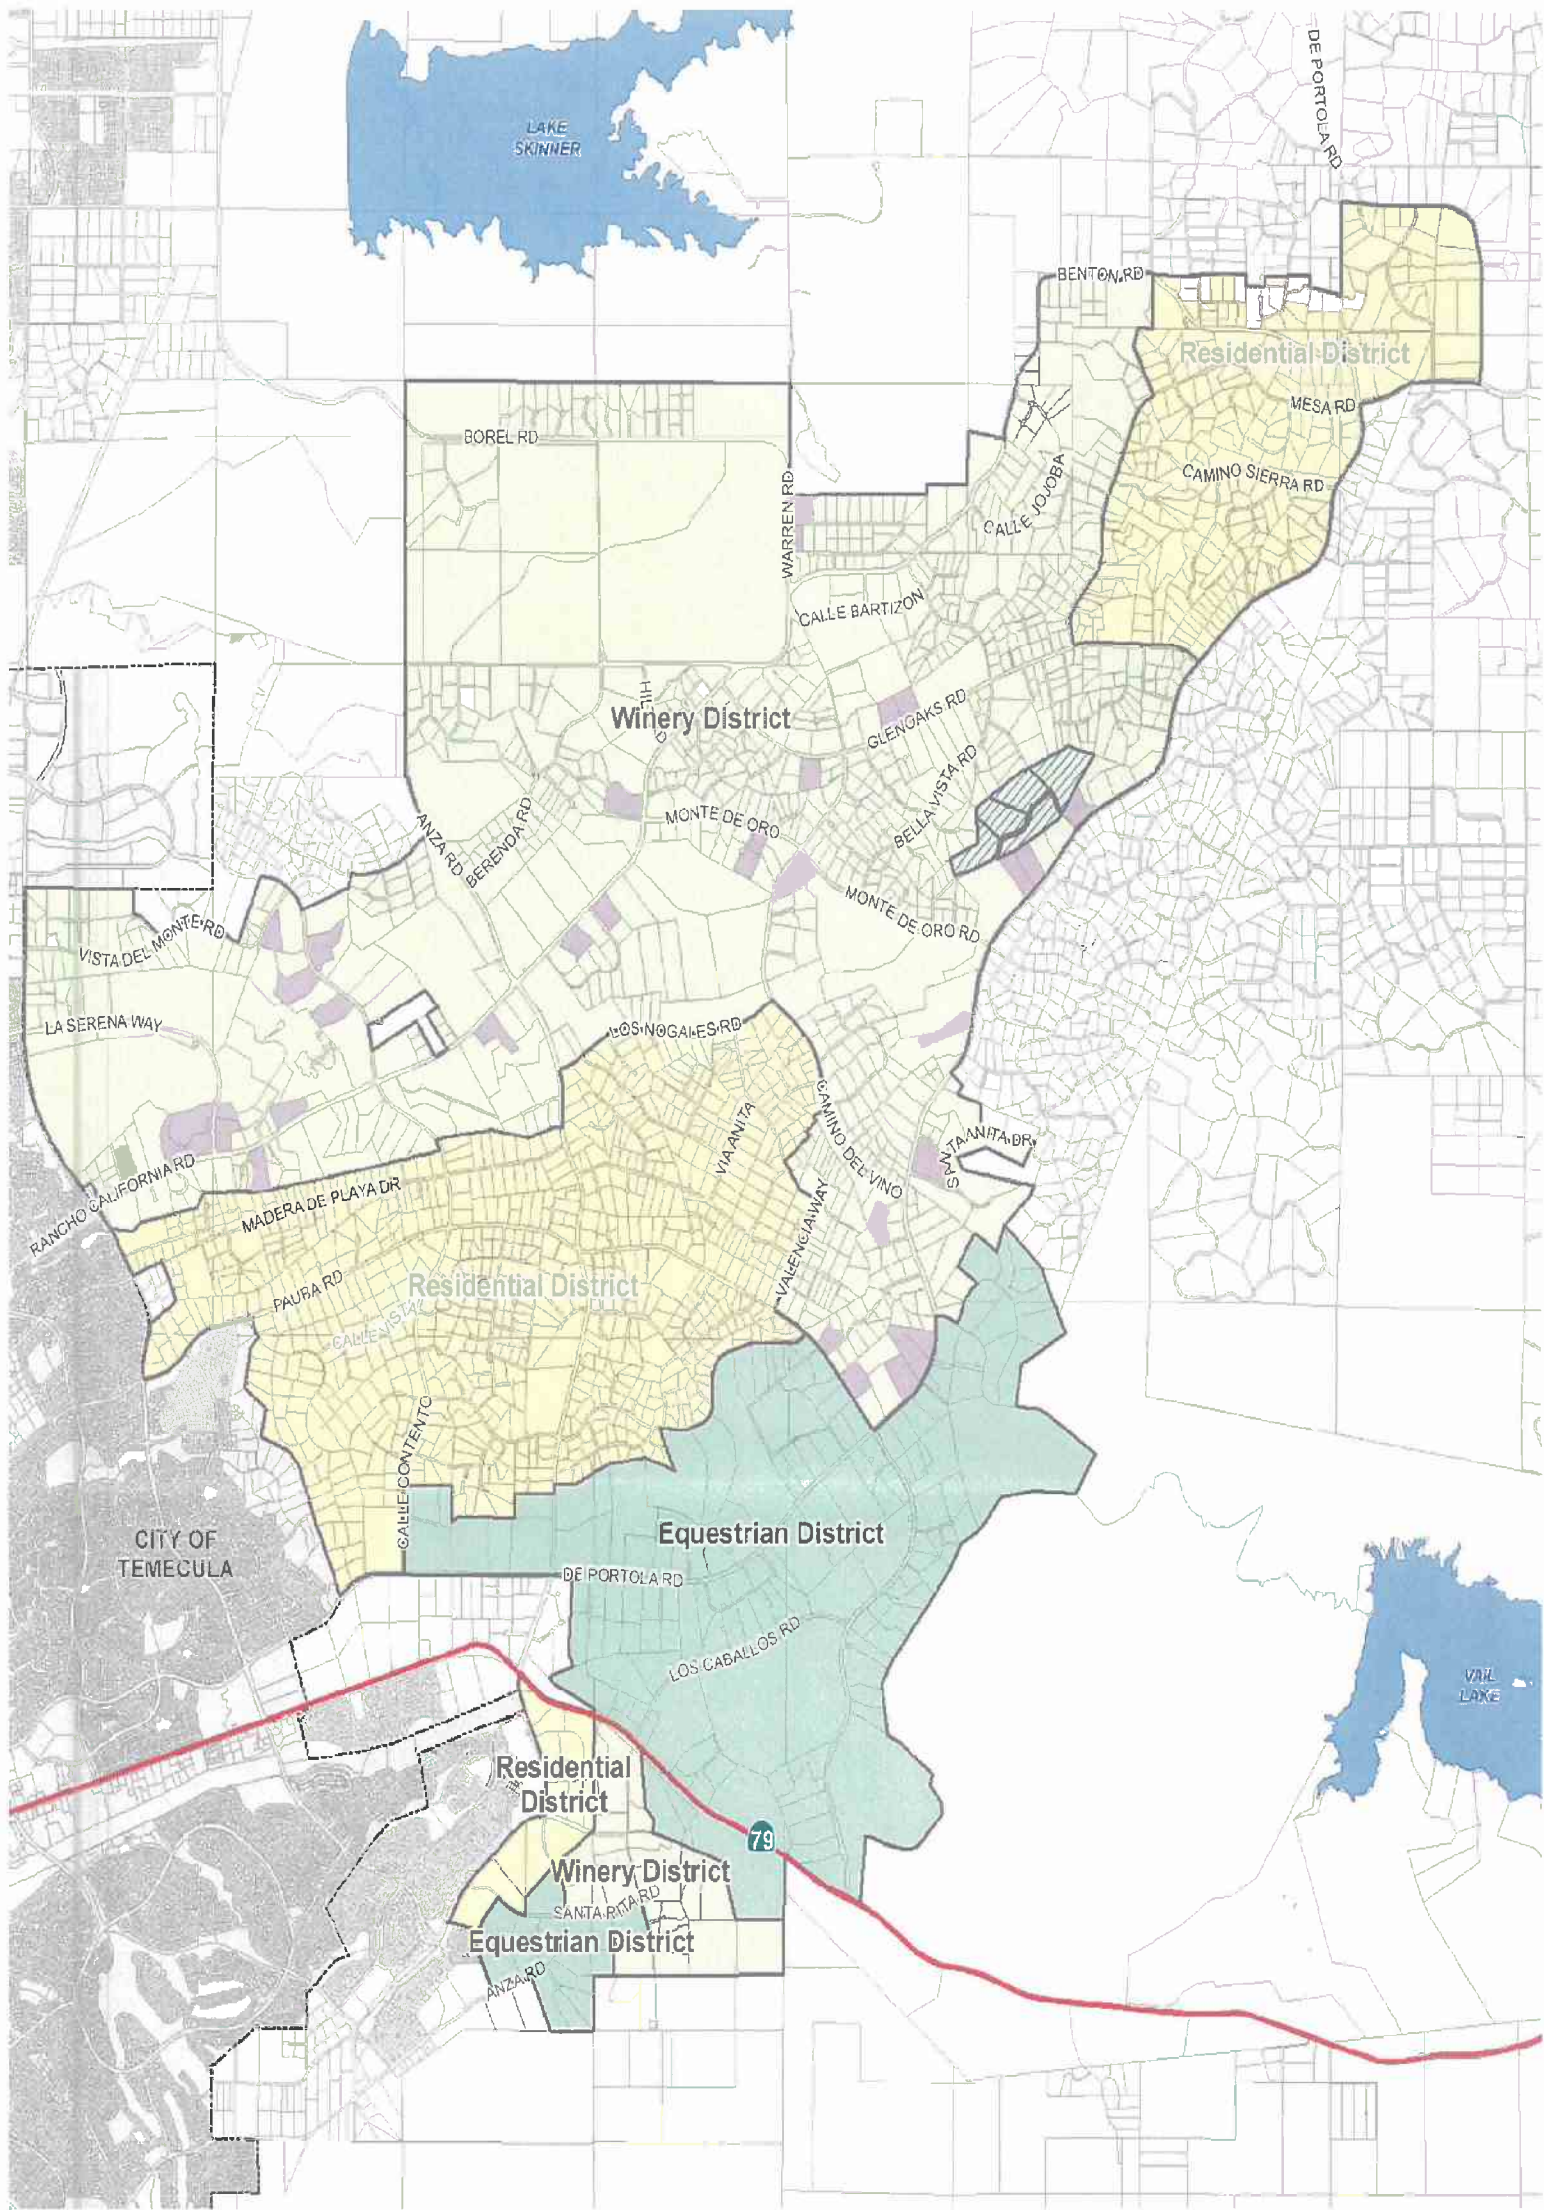 DE PORTOLA RD
LAKE
SKINNER
BENTON RD
Residential District
MESA RD
BOREL RD
CAMINO SIERRA RD
WARREN RD
CALLE JOJOBA
CALLE BARTIZON
Winery District
GLENOAKS RD
BELLA VISTA RD
MONTE DE ORO
ANZA RD
BERENDA RD
MONTE DE ORO RD
VISTA DEL MONTE RD
LA SERENA WAY
LOS NOGALES RD
VIA ANITA
CAMINO DEL VINO
SANTA ANITA DR
RANCHO CALIFORNIA RD
MADERA DE PLAYA DR
VALENCIA WAY
PAUBA RD
Residential District
CALLE VISTA
CALLE CONTENTO
CITY OF
TEMECULA
Equestrian District
DE PORTOLA RD
LOS CABALLOS RD
VAIL
LAKE
Residential
District
79
Winery District
SANTA RITA RD
Equestrian District
ANZA RD